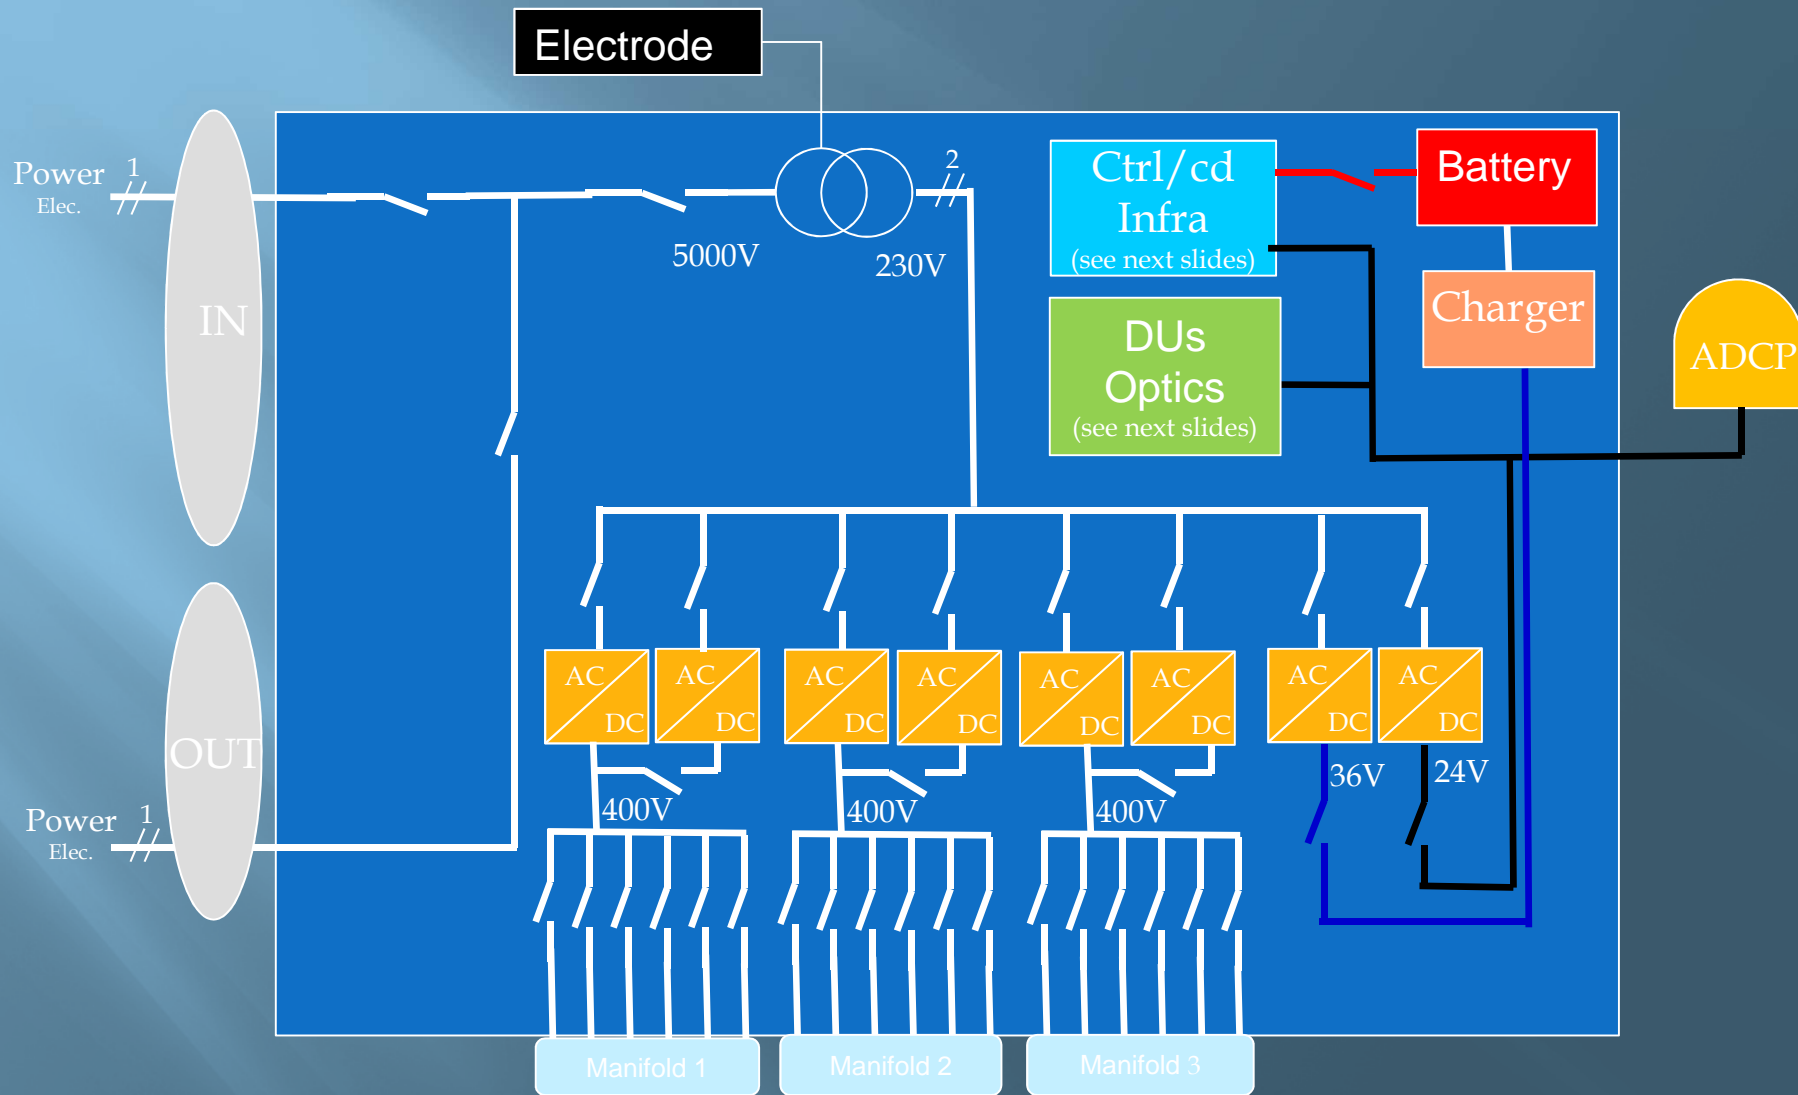 Electrode
Power 1
Elec.
2
Ctrl/cd
Infra
(see next slides)
Battery
5000V
230V
IN
Charger
DUs
Optics
(see next slides)
ADCP
AC
DC
AC
DC
AC
DC
AC
DC
AC
DC
AC
DC
AC
DC
AC
DC
OUT
36V
24V
400V
400V
400V
Power 1
Elec.
Manifold 1
Manifold 2
Manifold 3